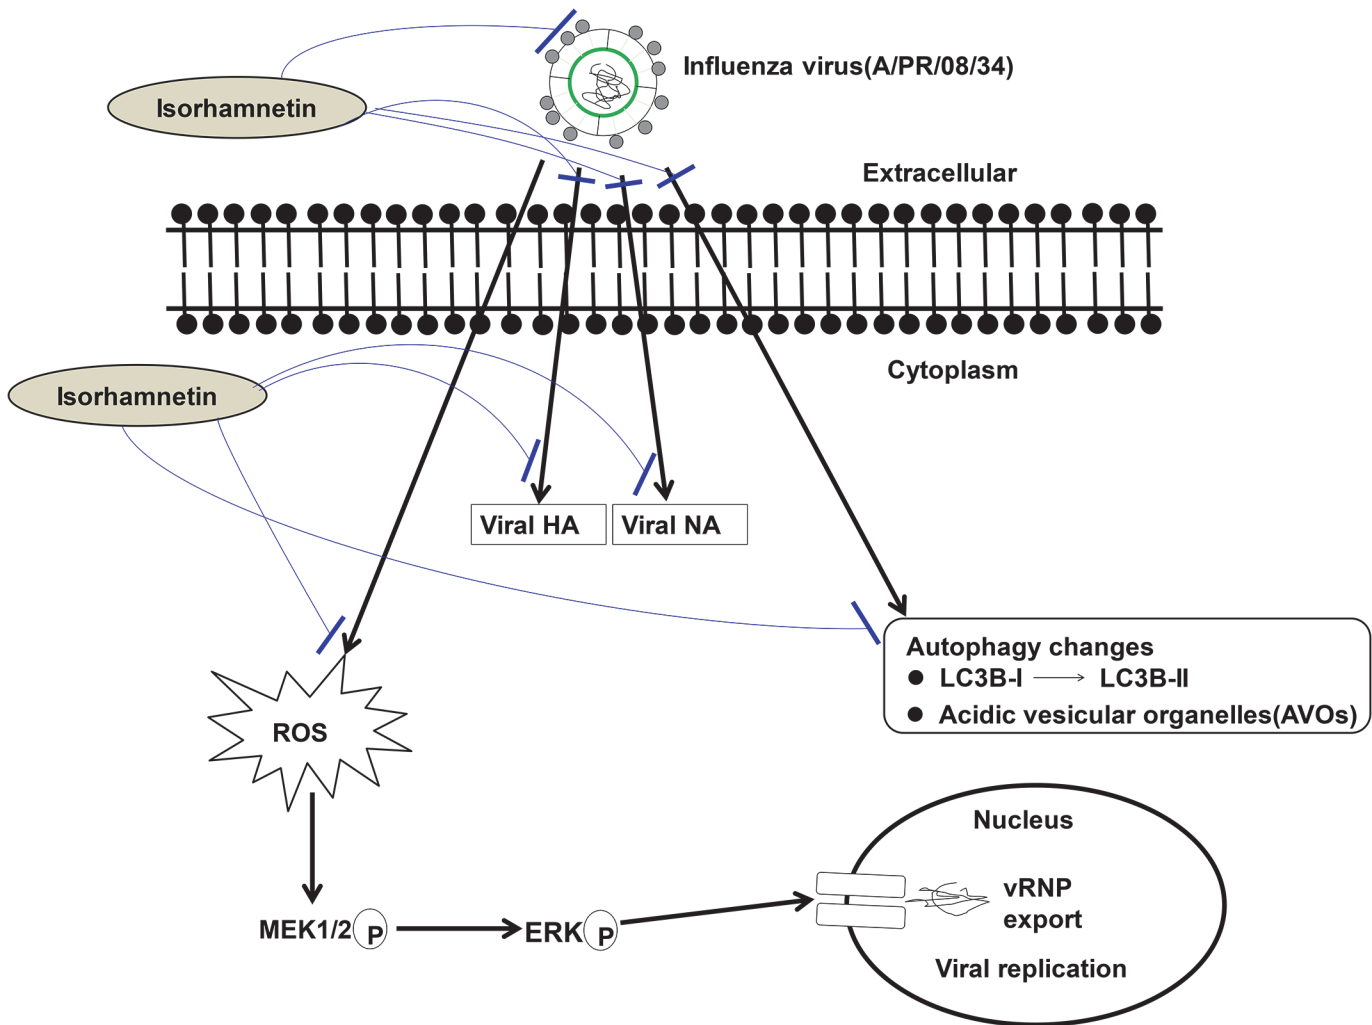 Isorhamnetin
Influenza virus(A/PR/08/34)
Extracellular
Cytoplasm
Isorhamnetin
Viral HA
Viral NA
Autophagy changes
● LC3B-I ⟶ LC3B-II
● Acidic vesicular organelles(AVOs)
ROS
Nucleus
vRNP
export
MEK1/2 P
ERK P
Viral replication